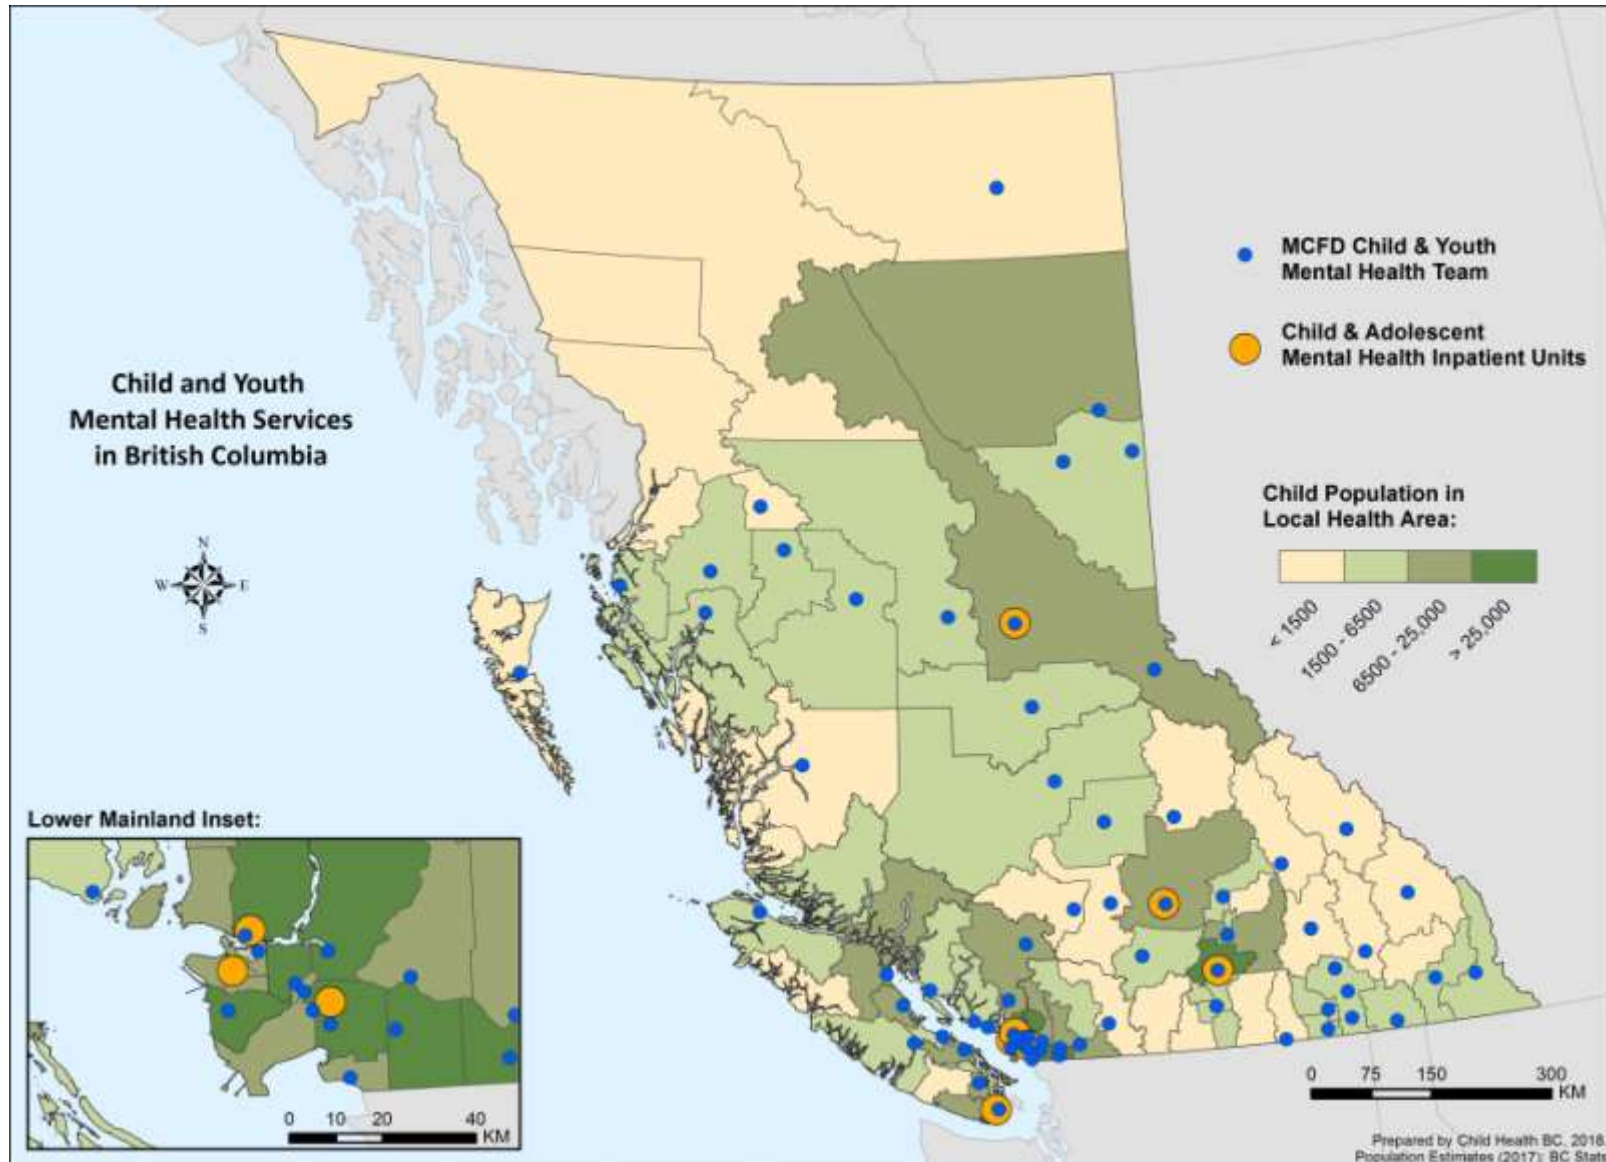 Child and Youth
Mental Health Services
in British Columbia
N
W
E
S
MCFD Child & Youth
Mental Health Team
Child & Adolescent
Mental Health Inpatient Units
Child Population in
Local Health Area:
< 1500
1500 - 6500
6500 - 25,000
> 25,000
Lower Mainland Inset:
0 10 20 40
KM
0 75 150 300
KM
Prepared by Child Health BC, 2018.
Population Estimates (2017): BC Stats